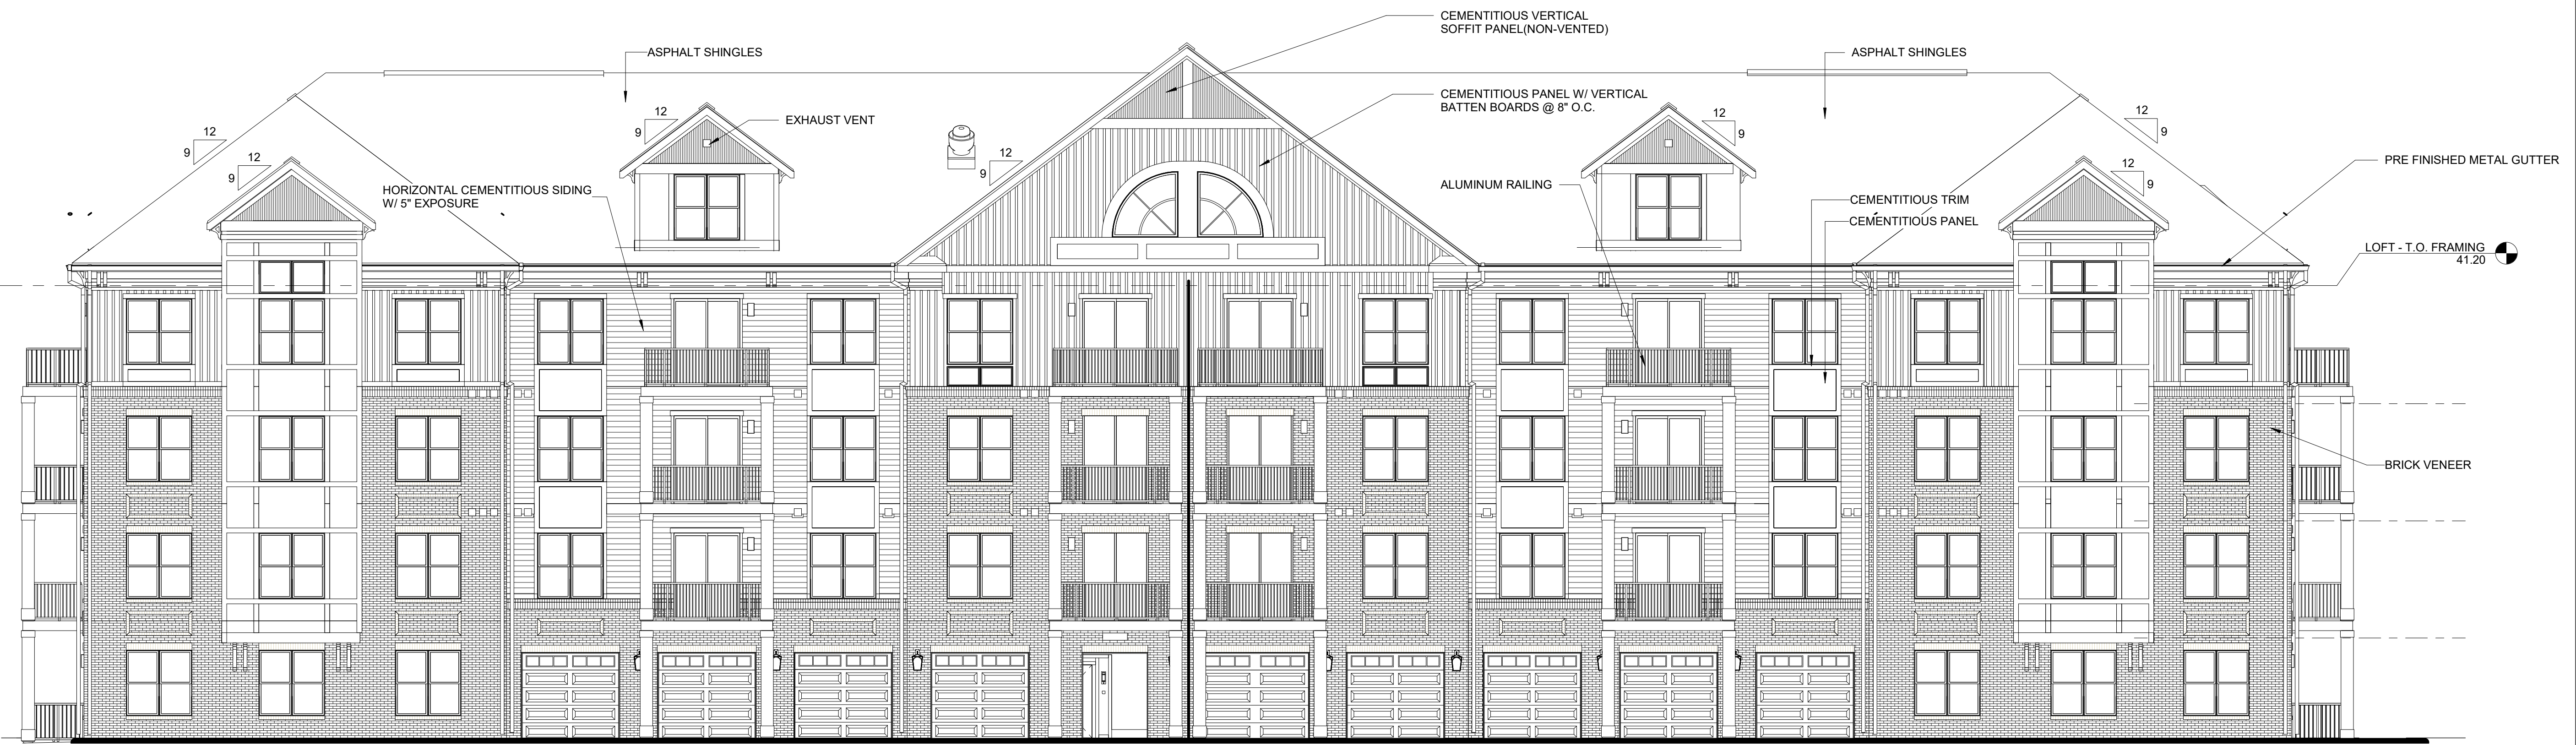 CEMENTITIOUS VERTICAL
SOFFIT PANEL(NON-VENTED)
ASPHALT SHINGLES
ASPHALT SHINGLES
CEMENTITIOUS PANEL W/ VERTICAL
BATTEN BOARDS @ 8" O.C.
EXHAUST VENT
12
9
12
9
12
9
12
9
12
9
12
9
12
9
HORIZONTAL CEMENTITIOUS SIDING
W/ 5" EXPOSURE
ALUMINUM RAILING
PRE FINISHED METAL GUTTER
CEMENTITIOUS TRIM
CEMENTITIOUS PANEL
LOFT - T.O. FRAMING
41.20
BRICK VENEER